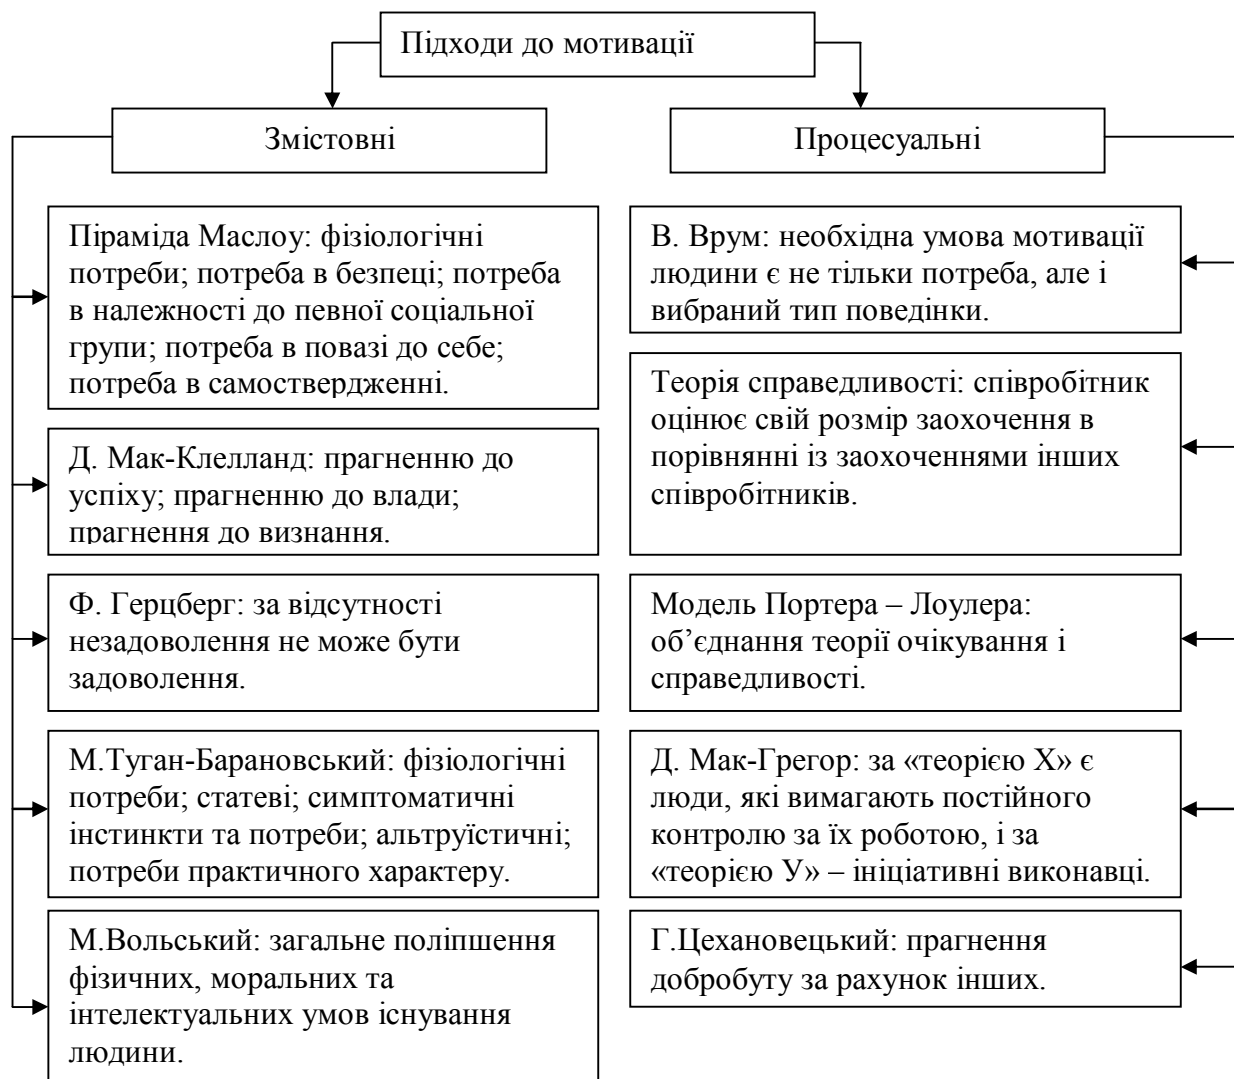 Підходи до мотивації
Змістовні
Процесуальні
Піраміда Маслоу: фізіологічні
потреби; потреба в безпеці; потреба
в належності до певної соціальної
групи; потреба в повазі до себе;
потреба в самоствердженні.
Д. Мак-Клелланд: прагненню до
успіху; прагненню до влади;
прагнення до визнання.
Ф. Герцберг: за відсутності
незадоволення не може бути
задоволення.
М.Туган-Барановський: фізіологічні
потреби; статеві; симптоматичні
інстинкти та потреби; альтруїстичні;
потреби практичного характеру.
М.Вольський: загальне поліпшення
фізичних, моральних та
інтелектуальних умов існування
людини.
В. Врум: необхідна умова мотивації
людини є не тільки потреба, але і
вибраний тип поведінки.
Теорія справедливості: співробітник
оцінює свій розмір заохочення в
порівнянні із заохоченнями інших
співробітників.
Модель Портера – Лоулера:
об’єднання теорії очікування і
справедливості.
Д. Мак-Грегор: за «теорією Х» є
люди, які вимагають постійного
контролю за їх роботою, і за
«теорією У» – ініціативні виконавці.
Г.Цехановецький: прагнення
добробуту за рахунок інших.